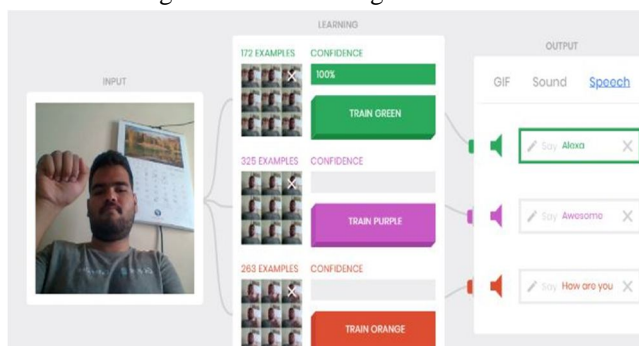 LEARNING
INPUT
172 EXAMPLES CONFIDENCE
100%
TRAIN GREEN
325 EXAMPLES CONFIDENCE
TRAIN PURPLE
263 EXAMPLES CONFIDENCE
TRAIN ORANGE
OUTPUT
GIF Sound Speech
Say Alexa X
Say Awesome X
Say How are you X